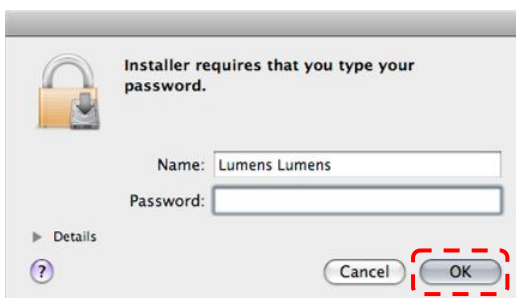 Installer requires that you type your
password.
Name: Lumens Lumens
Password:
Details
?
Cancel OK